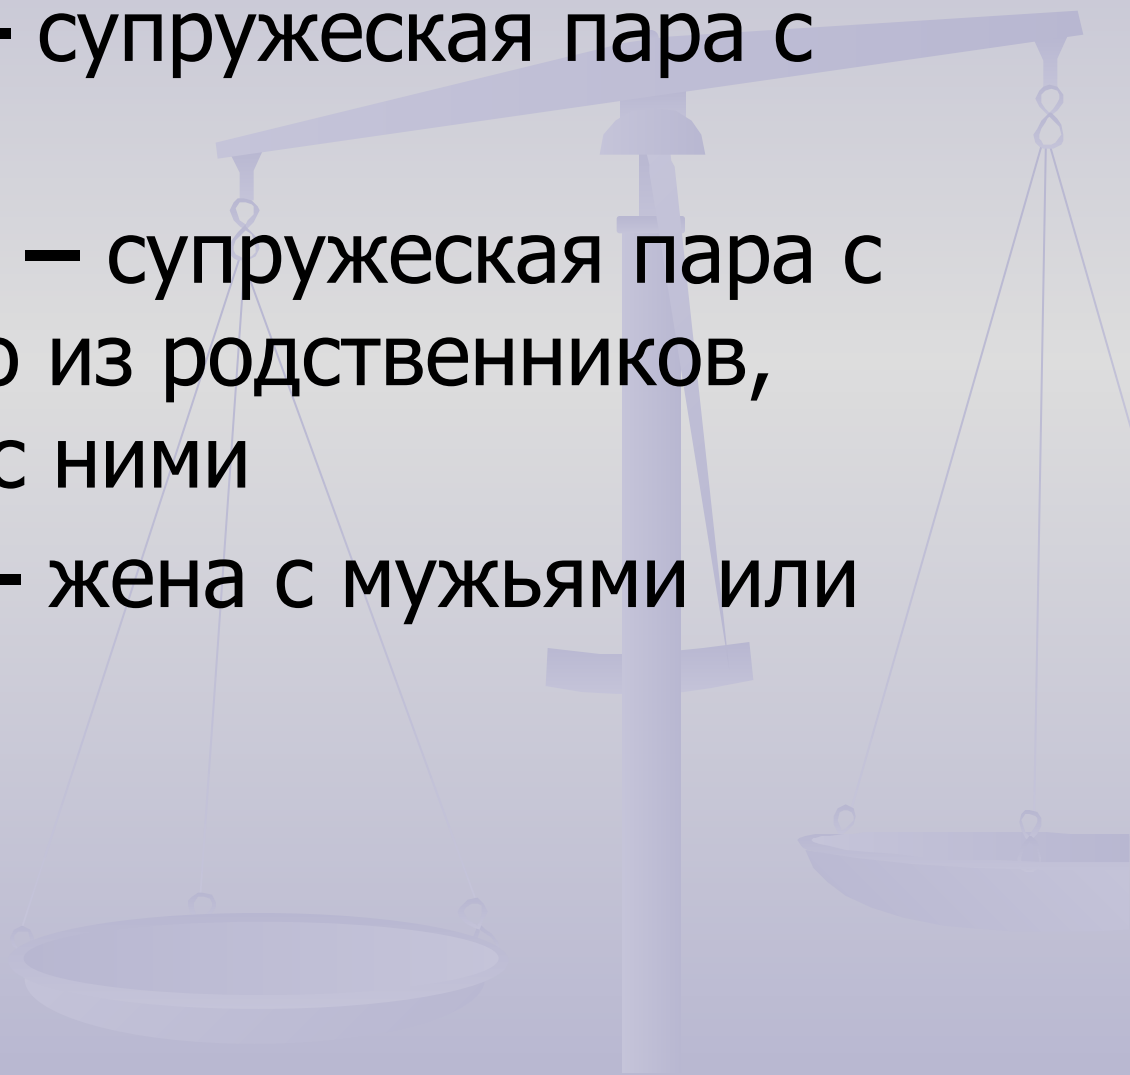 – супружеская пара с
– супружеская пара с
из родственников,
с ними
– жена с мужьями или